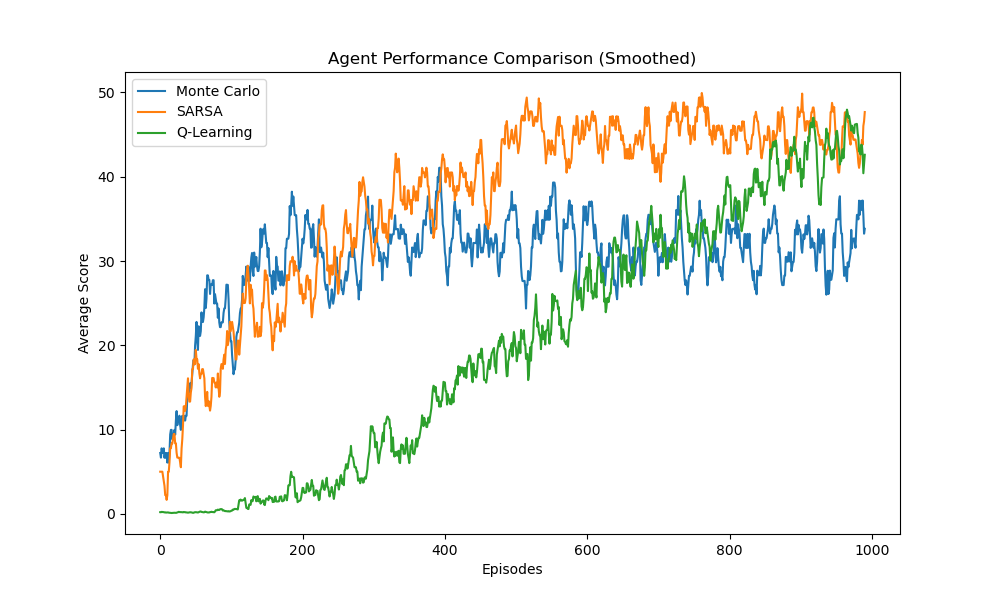 Agent Performance Comparison (Smoothed)
Monte Carlo
SARSA
Q-Learning
Average Score
50
40
30
20
10
0
0 200 400 600 800 1000
Episodes